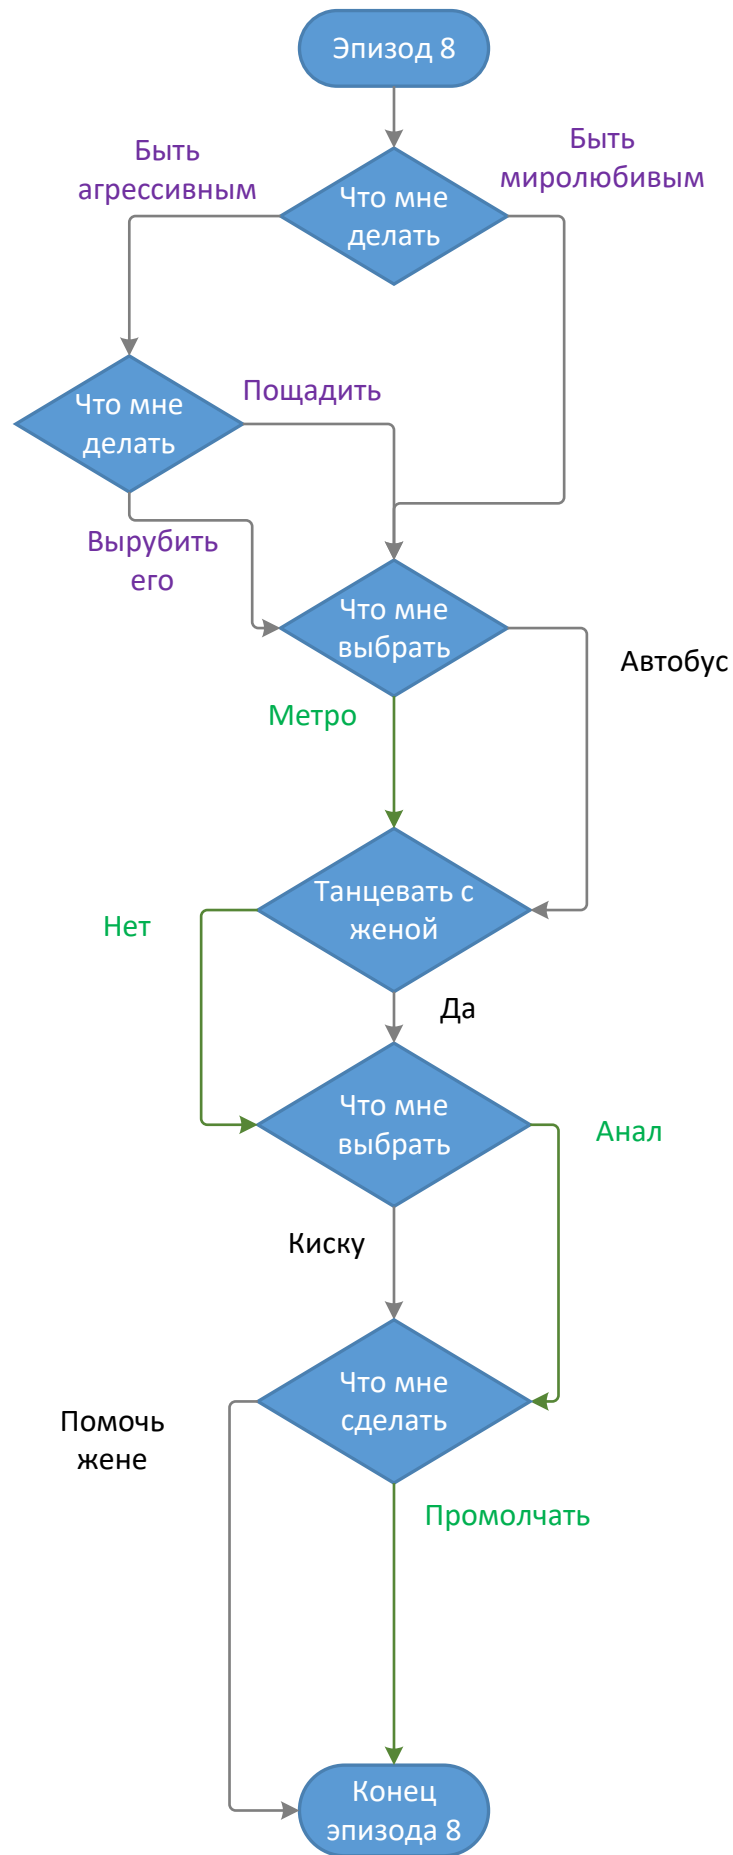 Эпизод 8
Быть
агрессивным
Быть
миролюбивым
Что мне
делать
Что мне
делать
Пощадить
Вырубить
его
Что мне
выбрать
Автобус
Метро
Танцевать с
женой
Нет
Да
Что мне
выбрать
Анал
Киску
Что мне
сделать
Помочь
жене
Промолчать
Конец
эпизода 8